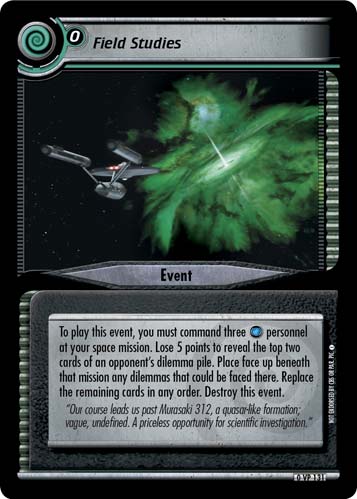 0 Field Studies
Event
To play this event, you must command three personnel
at your space mission. Lose 5 points to reveal the top two
cards of an opponent's dilemma pile. Place face up beneath
that mission any dilemmas that could be faced there. Replace
the remaining cards in any order. Destroy this event.
"Our course leads us past Murasaki 312, a quasar-like formation;
vague, undefined. A priceless opportunity for scientific investigation."
NOT ENDORSED BY CBS OR PAR. PIC.
0 VP 131